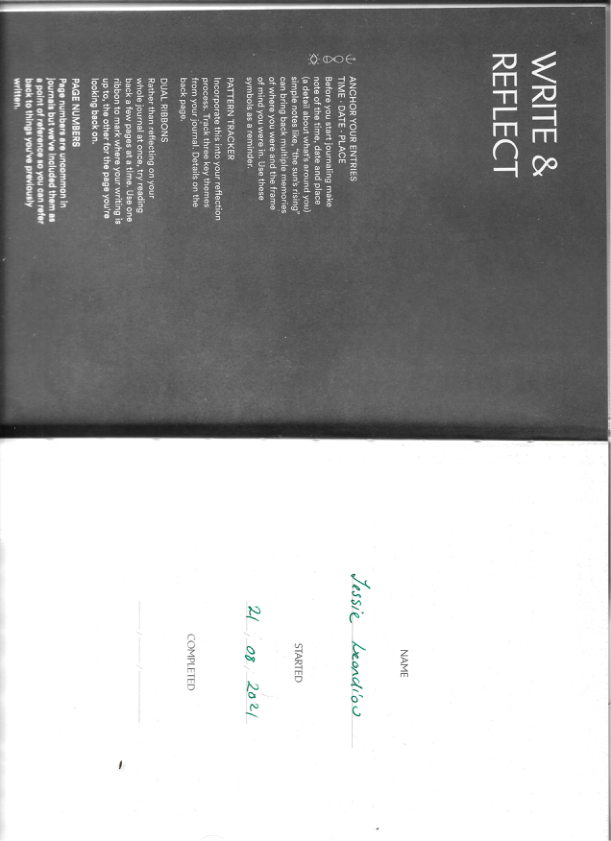 WRITE &
REFLECT
ANCHOR YOUR ENTRIES
TIME · DATE · PLACE
Before you start journaling make
note of the time, date and place
(a detail about what's around you)
simple notes like, "the sun's rising"
can bring back multiple memories
of where you were and the frame
of mind you were in. Use these
symbols as a reminder.
PATTERN TRACKER
Incorporate this into your reflection
process. Track three key themes
from your journal. Details on the
back page.
DUAL RIBBONS
Rather than reflecting on your
whole journal at once, try reading
back a few pages at a time. Use one
ribbon to mark where your writing is
up to, the other for the page you're
looking back on.
PAGE NUMBERS
Page numbers are uncommon in
journals but we've included them as
a point of reference so you can refer
back to things you've previously
written.
NAME
Jessie
STARTED
21 / 08 / 2021
COMPLETED